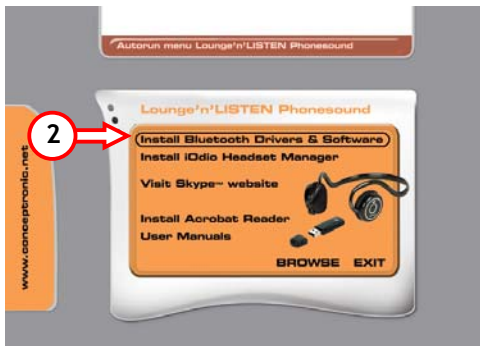 Autorun menu Lounge'n'LISTEN Phonesound
Lounge'n'LISTEN Phonesound
2
Install Bluetooth Drivers & Software
Install iOdio Headset Manager
Visit Skype™ website
Install Acrobat Reader
User Manuals
BROWSE EXIT
www.conceptronic.net